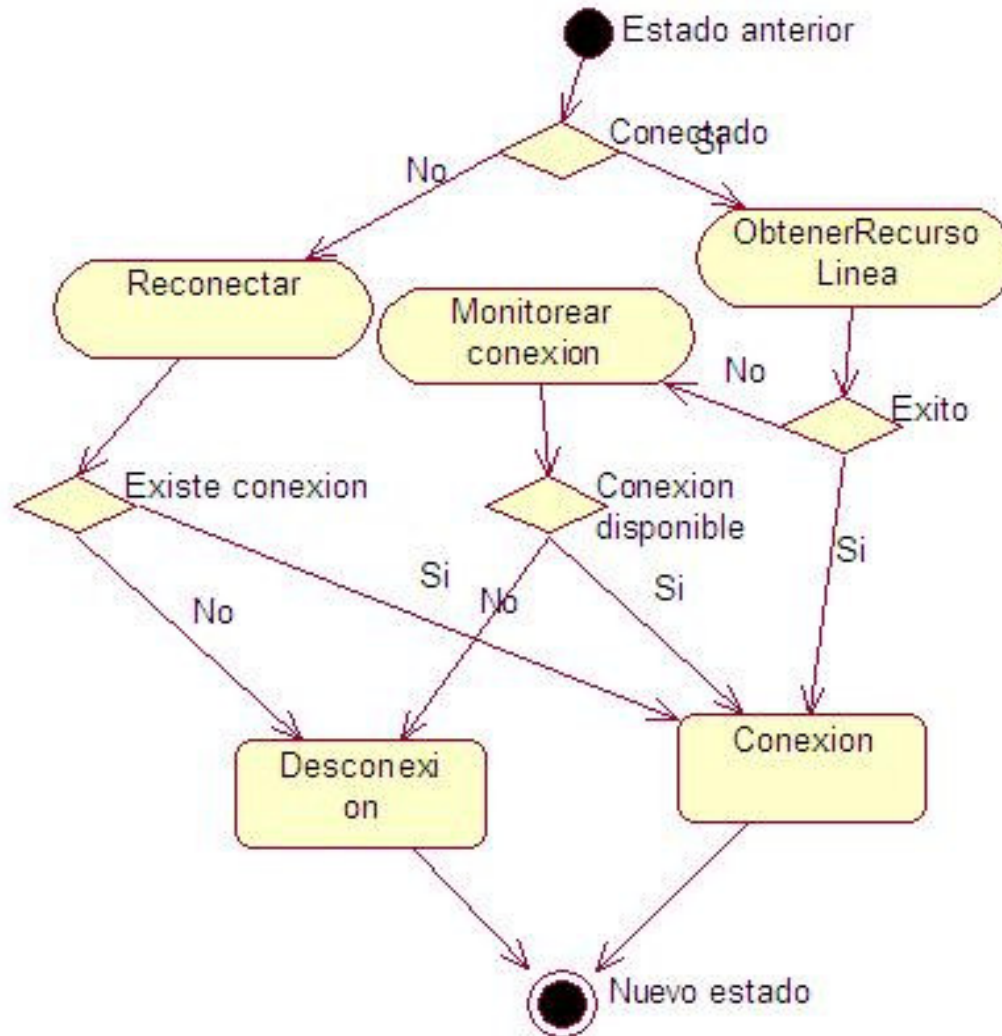 Estado anterior
Conectado
Si
No
ObtenerRecurso
Linea
Reconectar
Monitorear
conexion
No
Exito
Existe conexion
Conexion
disponible
Si
No
Si
Si
No
Conexion
Desconexi
on
Nuevo estado